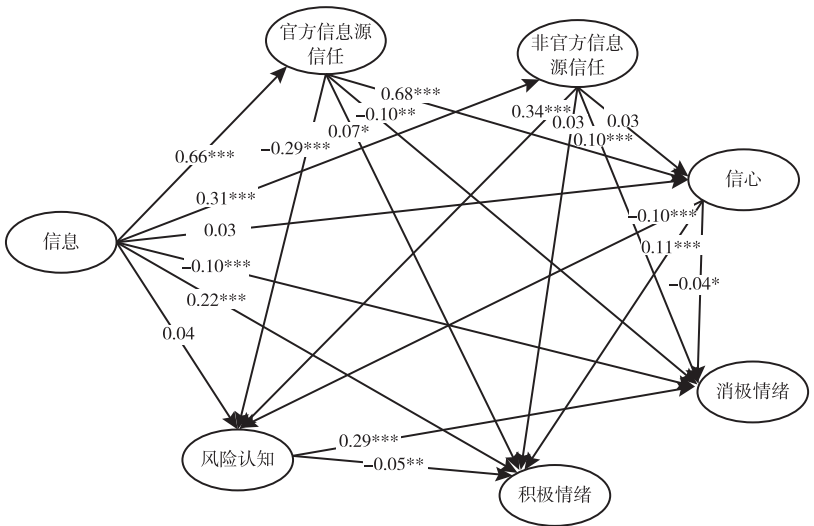 官方信息源
信任
非官方信息
源信任
0.68***
−0.10**
0.07*
0.34***
0.03
0.03
0.10***
0.66***
−0.29***
信心
0.31***
−0.10***
0.03
信息
0.11***
−0.10***
−0.04*
0.22***
0.04
消极情绪
0.29***
风险认知
−0.05**
积极情绪